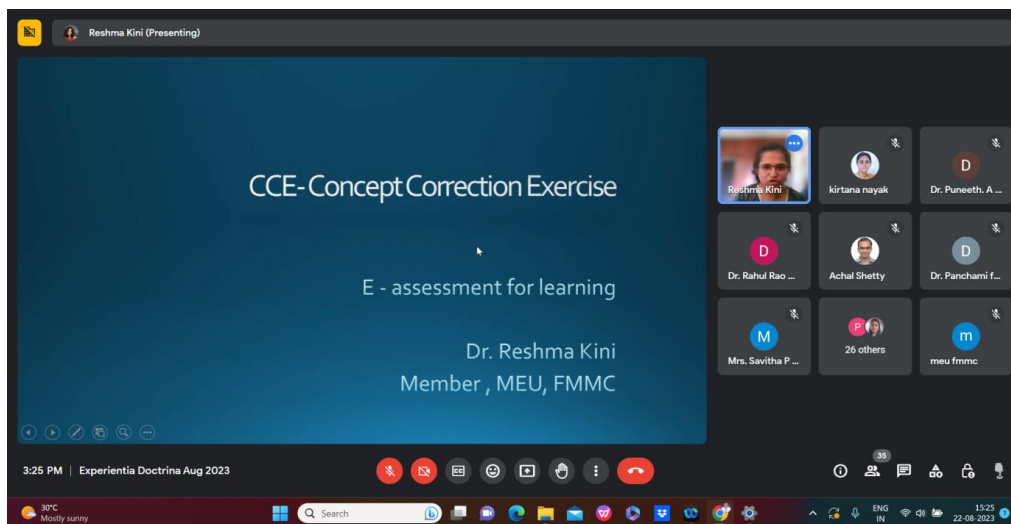 Reshma Kini (Presenting)
CCE-Concept Correction Exercise
E - assessment for learning
Dr. Reshma Kini
Member , MEU, FMMC
Reshma Kini
kirtana nayak
D
Dr. Puneeth. A ...
D
Dr. Rahul Rao ...
Achal Shetty
D
Dr. Panchami f...
M
Mrs. Savitha P ...
P
26 others
m
meu fmmc
3:25 PM | Experientia Doctrina Aug 2023
CC
35
30°C
Mostly sunny
Search
b
W
ENG
IN
15:25
22-08-2023
1